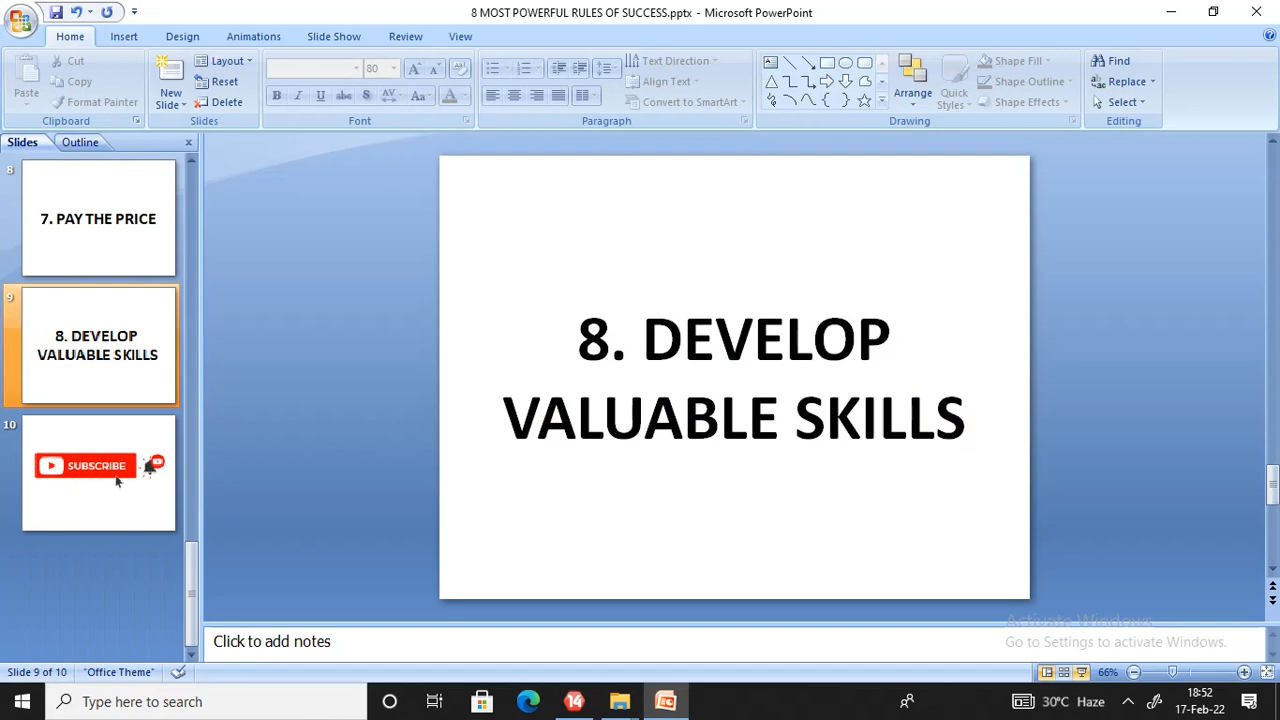 8 MOST POWERFUL RULES OF SUCCESS.pptx - Microsoft PowerPoint
Home Insert Design Animations Slide Show Review View
Paste
Cut
Copy
Format Painter
Clipboard
New
Slide
Layout
Reset
Delete
Slides
80
B I U abc S AV Aa A
Font
Text Direction
Align Text
Convert to SmartArt
Paragraph
Arrange
Quick
Styles
Shape Fill
Shape Outline
Shape Effects
Drawing
Find
Replace
Select
Editing
Slides Outline
8
7. PAY THE PRICE
9
8. DEVELOP
VALUABLE SKILLS
10
SUBSCRIBE
8. DEVELOP
VALUABLE SKILLS
Click to add notes
Activate Windows
Go to Settings to activate Windows.
Slide 9 of 10 "Office Theme" 66%
Type here to search
14
30°C Haze
18:52
17-Feb-22